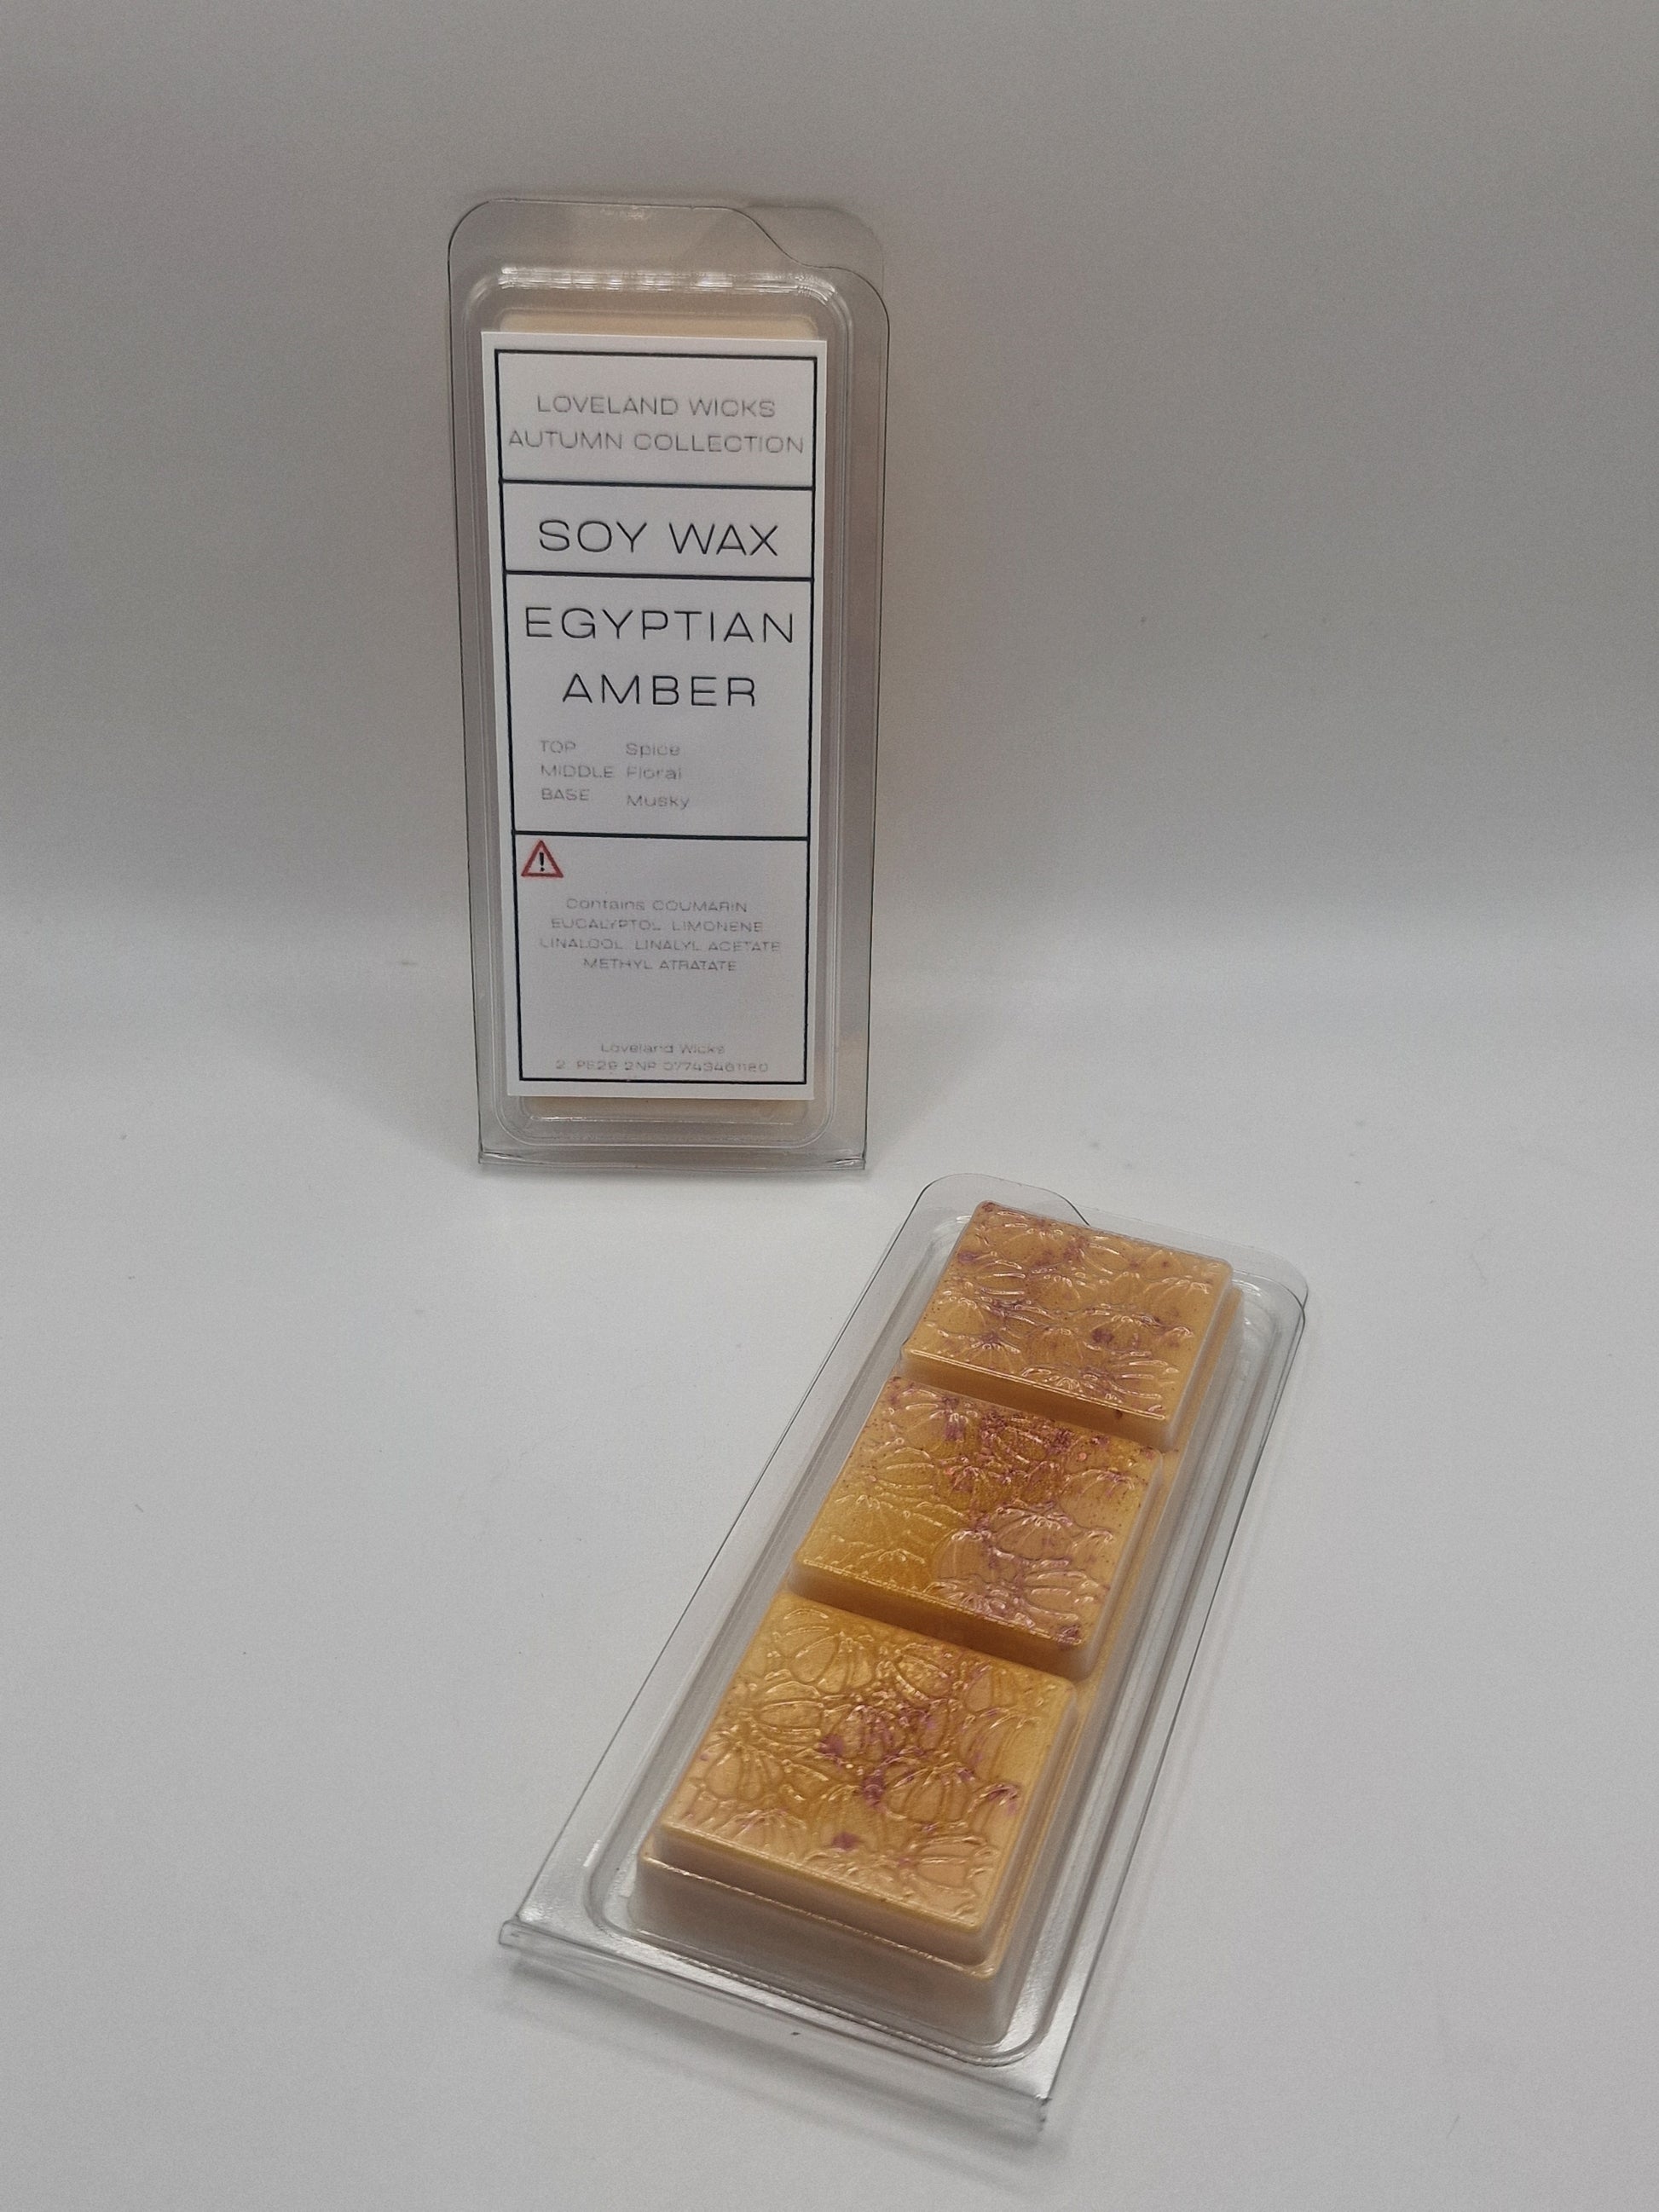 LOVELAND WICKS
AUTUMN COLLECTION
SOY WAX
EGYPTIAN
AMBER
TOP Spice
MIDDLE Floral
BASE Musky
Contains COUMARIN
EUCALYPTOL LIMONENE
LINALOOL LINALYL ACETATE
METHYL ATRATATE
Loveland Wicks